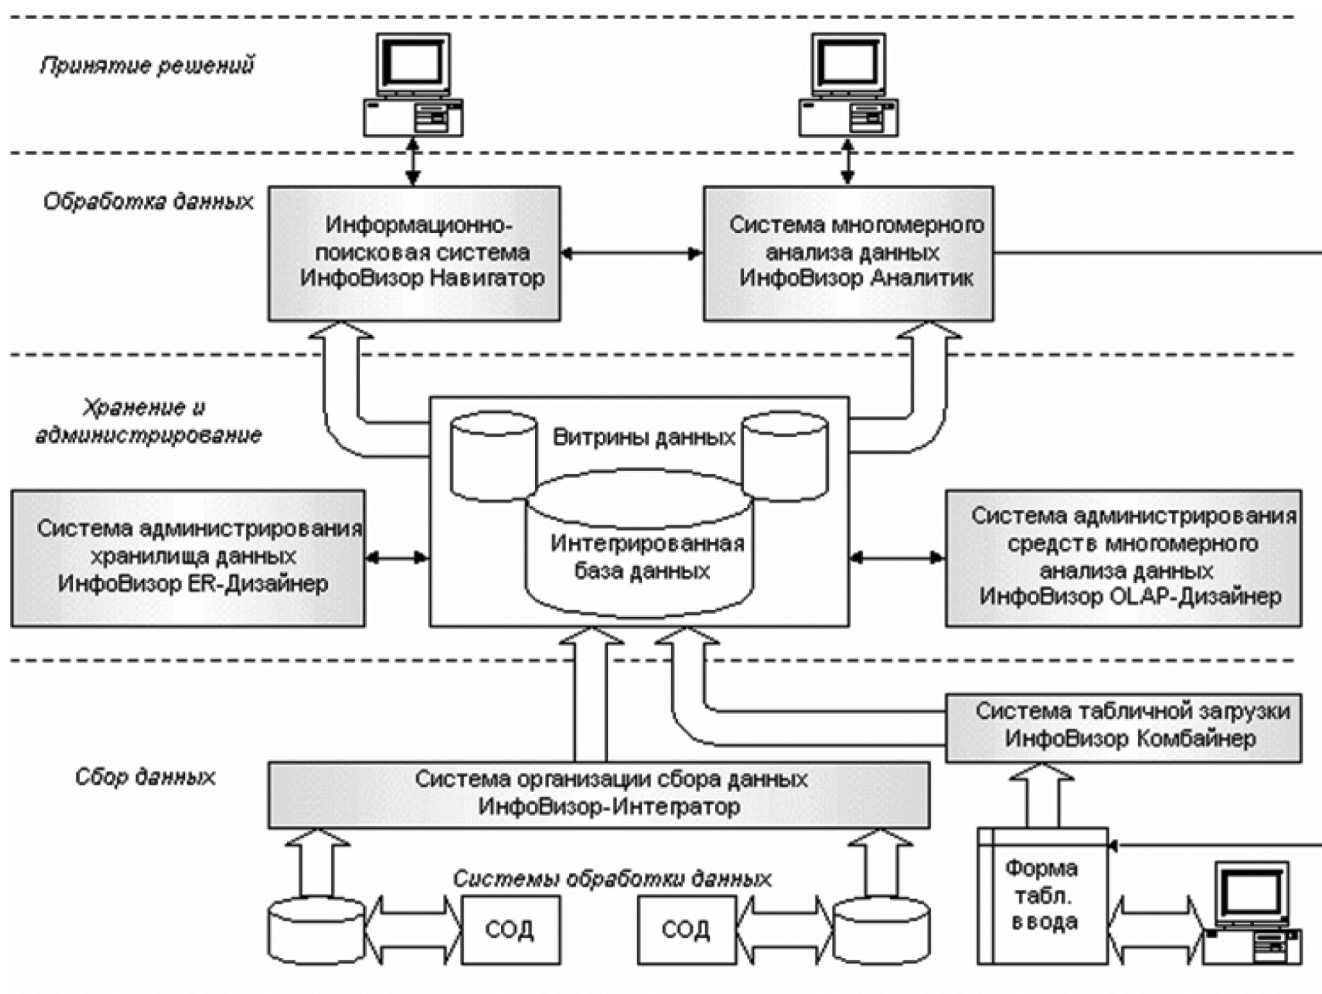 Принятие решений
Обработка данных
Информационно-
поисковая система
ИнфоВизор Навигатор
Система многомерного
анализа данных
ИнфоВизор Аналитик
Хранение и
администрирование
Витрины данных
Интегрированная
база данных
Система администрирования
хранилища данных
ИнфоВизор ER-Дизайнер
Система администрирования
средств многомерного
анализа данных
ИнфоВизор OLAP-Дизайнер
Система табличной загрузки
ИнфоВизор Комбайнер
Сбор данных
Система организации сбора данных
ИнфоВизор-Интегратор
Системы обработки данных
СОД
СОД
Форма
табл.
ввода